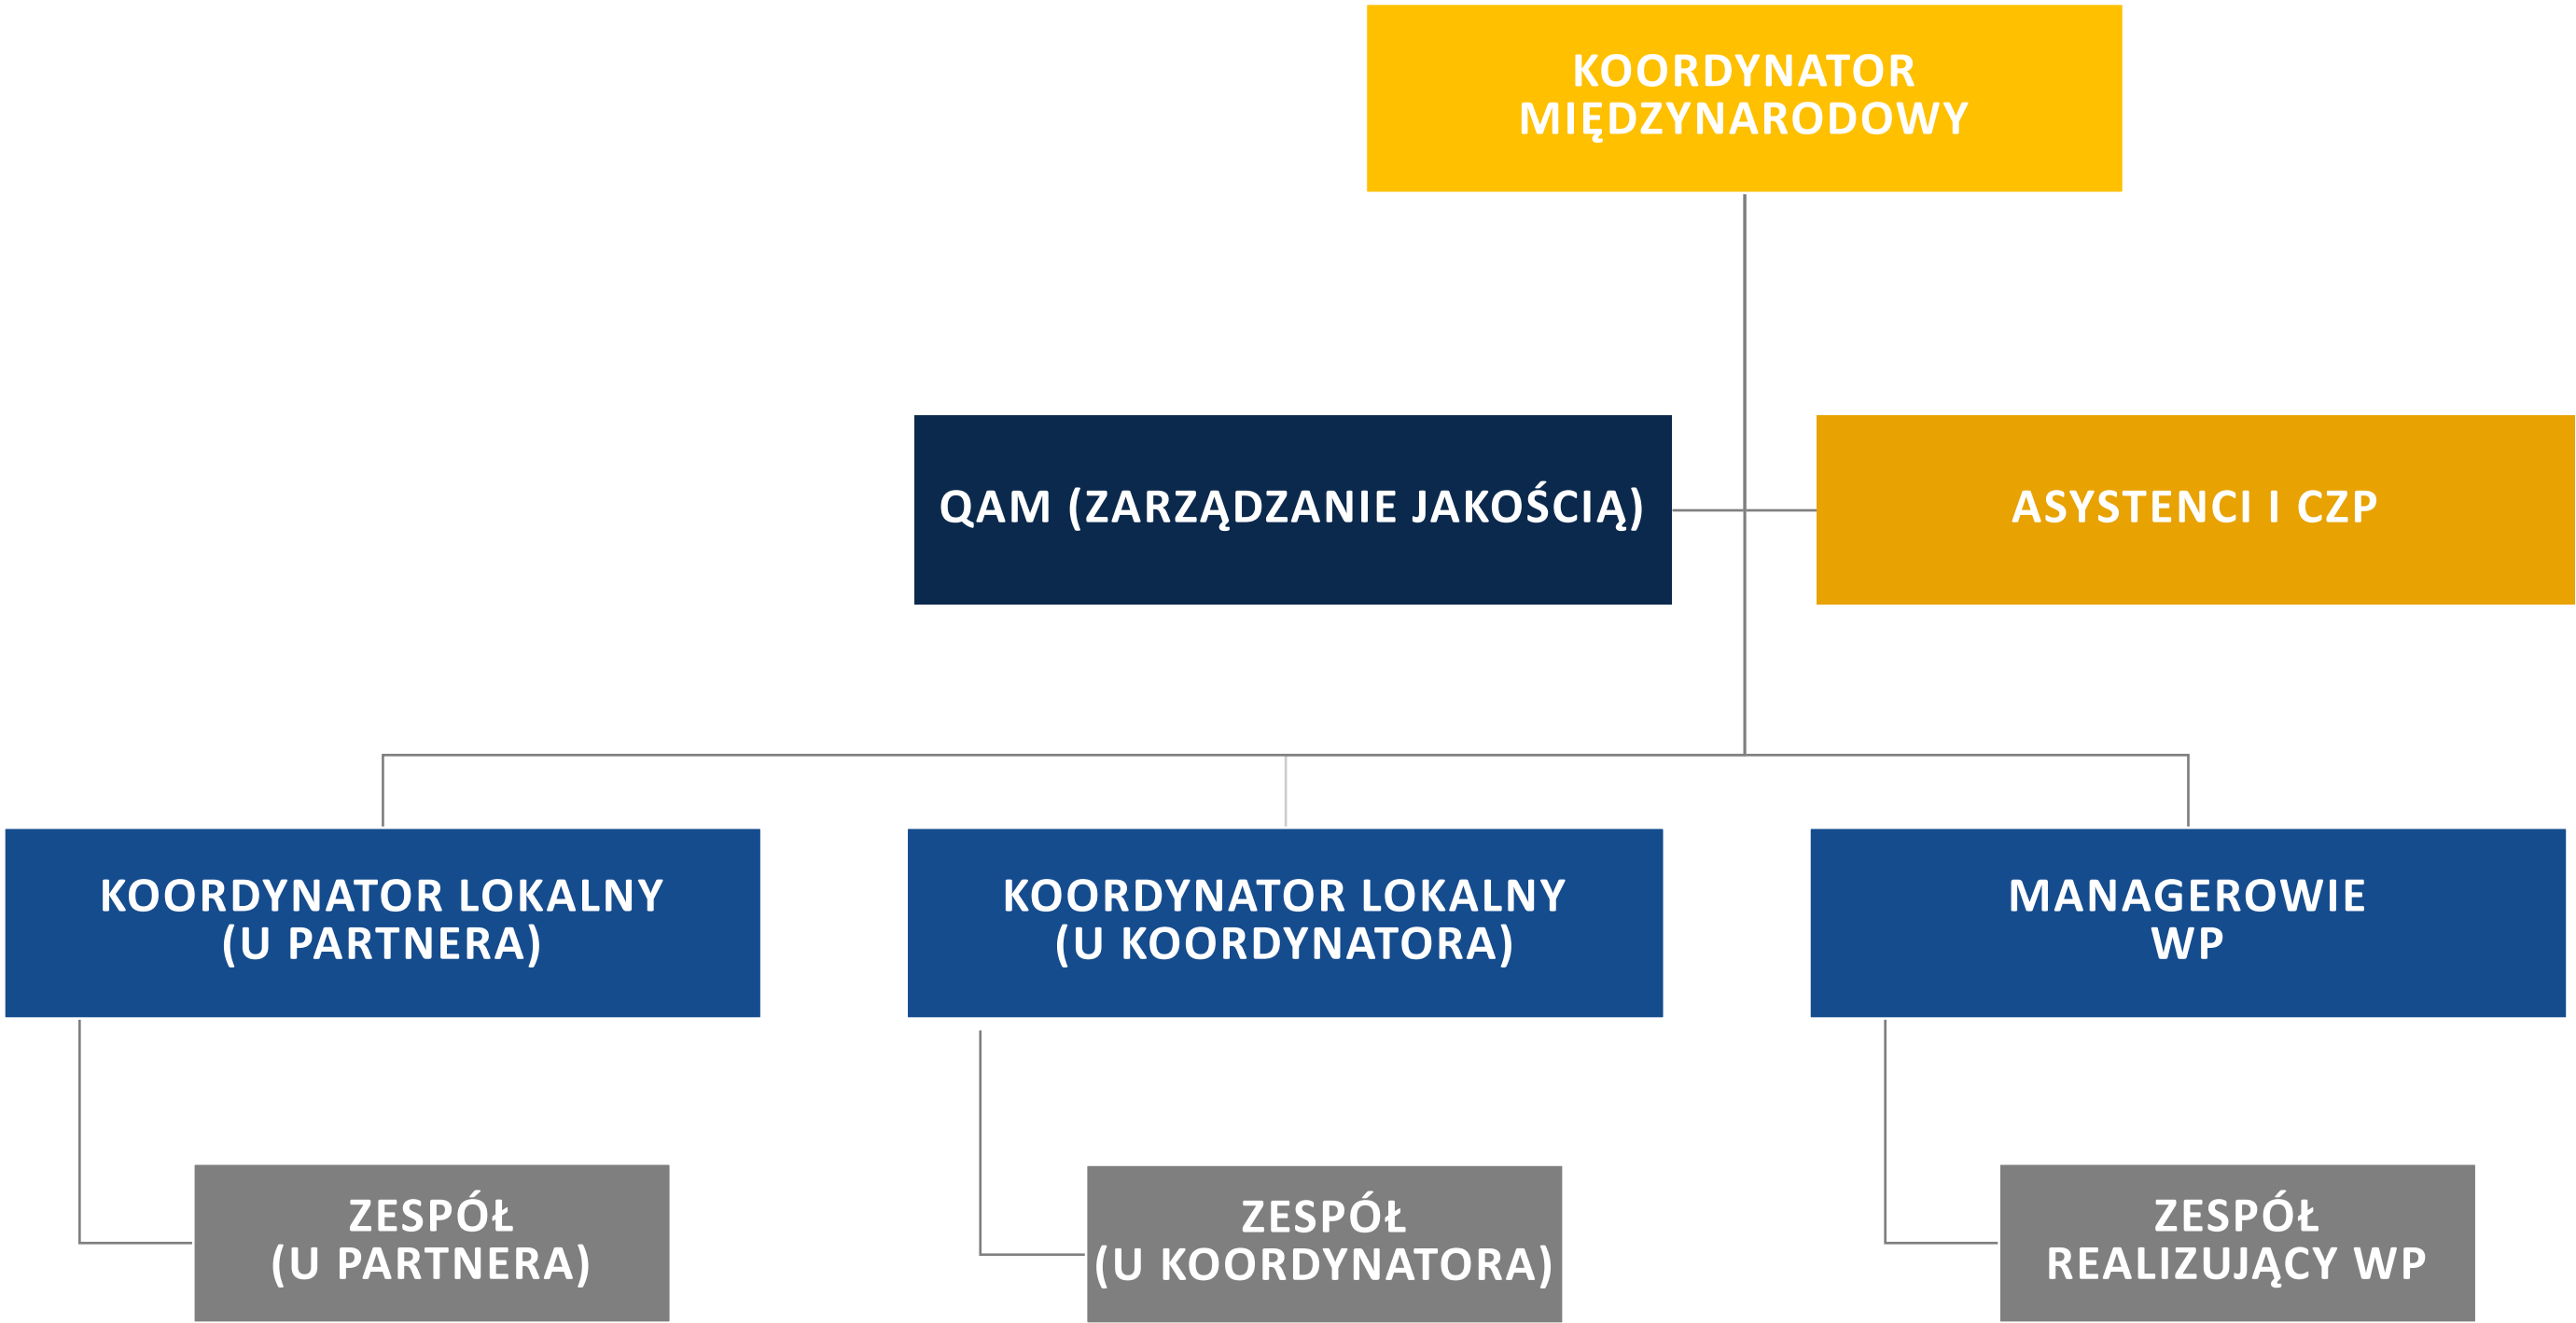 KOORDYNATOR
MIĘDZYNARODOWY
QAM (ZARZĄDZANIE JAKOŚCIĄ)
ASYSTENCI I CZP
KOORDYNATOR LOKALNY
(U PARTNERA)
KOORDYNATOR LOKALNY
(U KOORDYNATORA)
MANAGEROWIE
WP
ZESPÓŁ
(U PARTNERA)
ZESPÓŁ
(U KOORDYNATORA)
ZESPÓŁ
REALIZUJĄCY WP